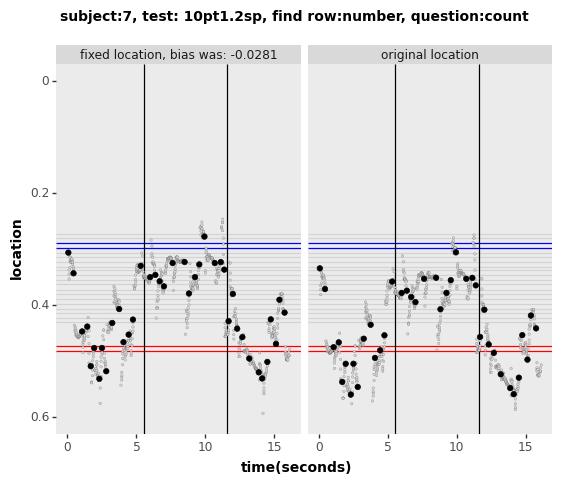 subject:7, test: 10pt1.2sp, find row:number, question:count
fixed location, bias was: -0.0281
original location
0
0.2
0.4
0.6
location
0
5
10
15
0
5
10
15
time(seconds)